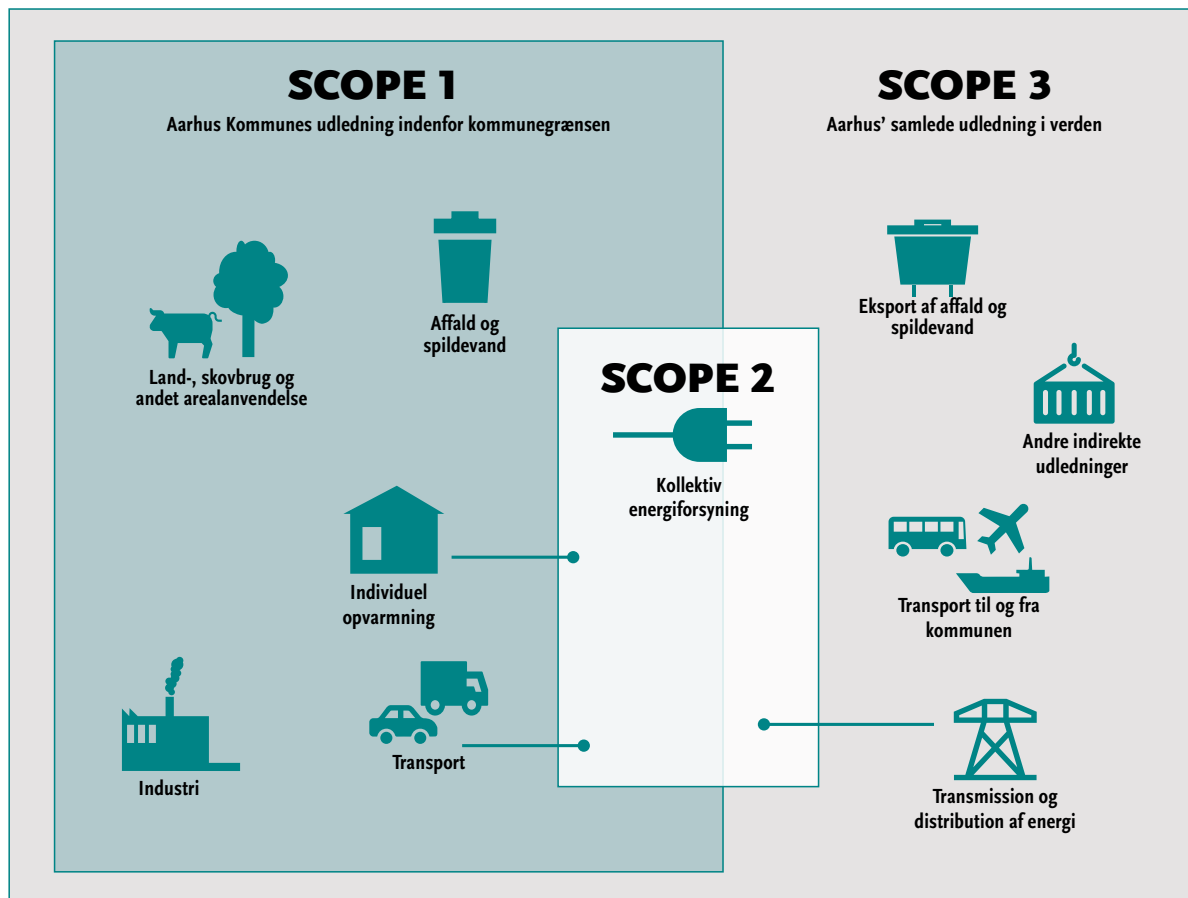 SCOPE 1
Aarhus Kommunes udledning indenfor kommunegrænsen
Affald og
spildevand
Land-, skovbrug og
andet arealanvendelse
Individuel
opvarmning
Industri
Transport
SCOPE 2
Kollektiv
energiforsyning
SCOPE 3
Aarhus’ samlede udledning i verden
Eksport af affald og
spildevand
Andre indirekte
udledninger
Transport til og fra
kommunen
Transmission og
distribution af energi